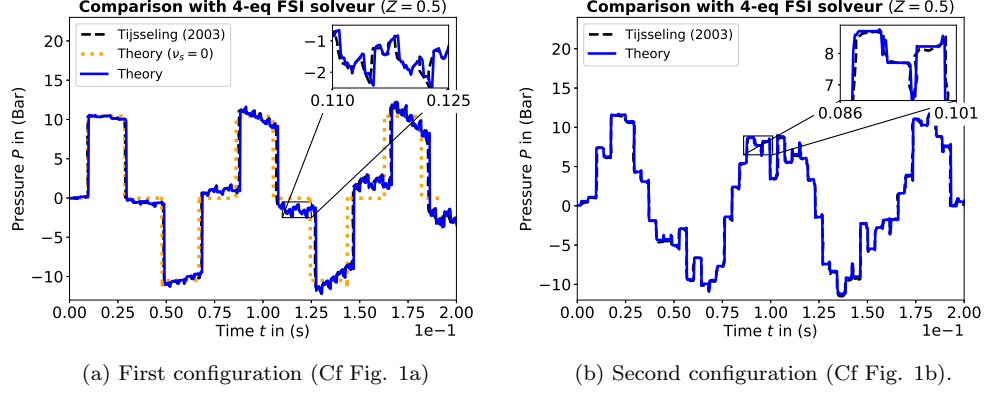 Comparison with 4-eq FSI solveur (Z = 0.5)
Tijsseling (2003)
Theory (νs = 0)
Theory
−1
−2
0.110 0.125
20
15
10
5
0
−5
−10
Pressure P in (Bar)
0.00 0.25 0.50 0.75 1.00 1.25 1.50 1.75 2.00
Time t in (s)
1e−1
(a) First configuration (Cf Fig. 1a)
Comparison with 4-eq FSI solveur (Z = 0.5)
Tijsseling (2003)
Theory
8
7
0.086 0.101
20
15
10
5
0
−5
−10
Pressure P in (Bar)
0.00 0.25 0.50 0.75 1.00 1.25 1.50 1.75 2.00
Time t in (s)
1e−1
(b) Second configuration (Cf Fig. 1b).